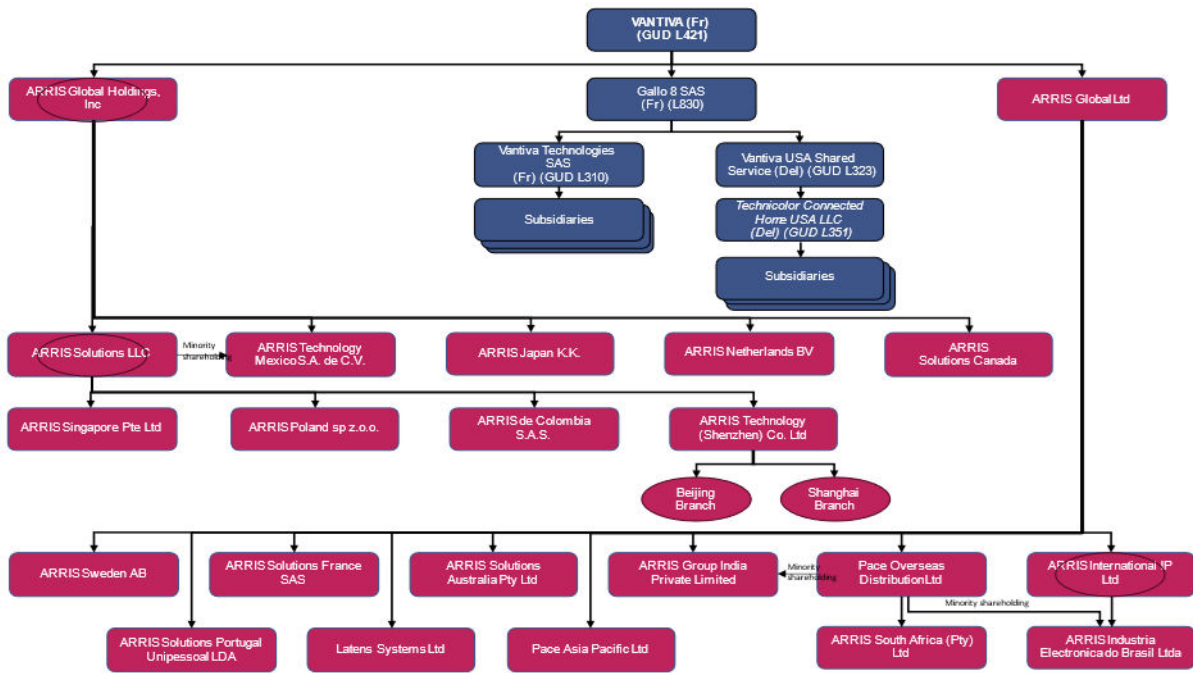 VANTIVA (Fr)
(GUD L421)
ARRIS Global Holdings,
Inc
Gallo 8 SAS
(Fr) (L830)
ARRIS Global Ltd
Vantiva Technologies
SAS
(Fr) (GUD L310)
Vantiva USA Shared
Service (Del) (GUD L323)
Subsidiaries
Technicolor Connected
Home USA LLC
(Del) (GUD L351)
Subsidiaries
ARRIS Solutions LLC
Minority
shareholding
ARRIS Technology
Mexico S.A. de C.V.
ARRIS Japan K.K.
ARRIS Netherlands BV
ARRIS
Solutions Canada
ARRIS Singapore Pte Ltd
ARRIS Poland sp z.o.o.
ARRIS de Colombia
S.A.S.
ARRIS Technology
(Shenzhen) Co. Ltd
Beijing
Branch
Shanghai
Branch
ARRIS Sweden AB
ARRIS Solutions France
SAS
ARRIS Solutions
Australia Pty Ltd
ARRIS Group India
Private Limited
Minority
shareholding
Pace Overseas
Distribution Ltd
ARRIS International IP
Ltd
Minority shareholding
ARRIS Solutions Portugal
Unipessoal LDA
Latens Systems Ltd
Pace Asia Pacific Ltd
ARRIS South Africa (Pty)
Ltd
ARRIS Industria
Electronica do Brasil Ltda